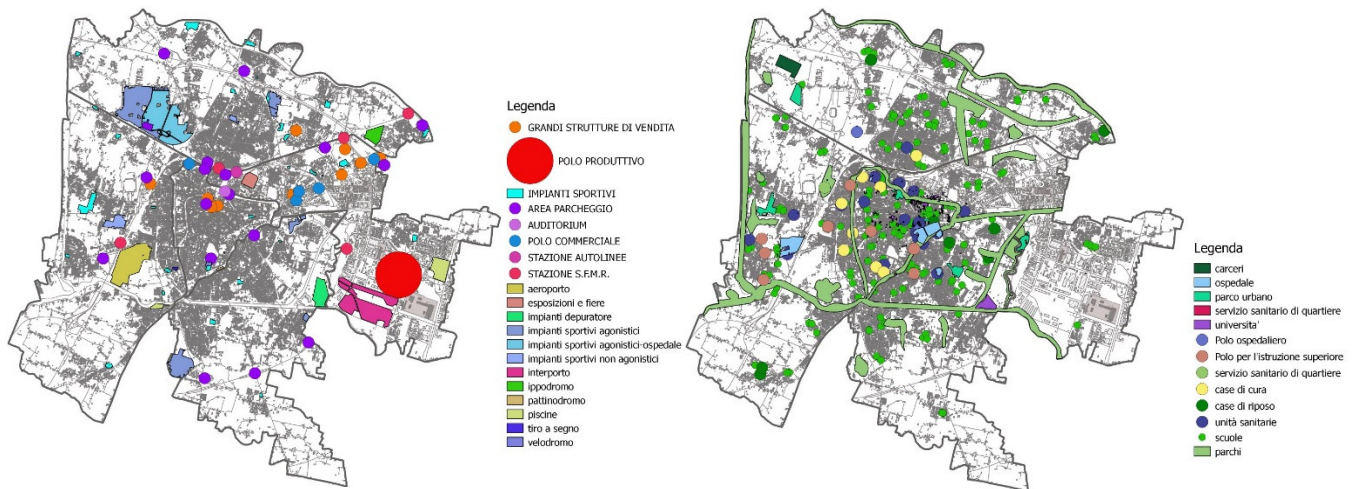 Legenda
GRANDI STRUTTURE DI VENDITA
POLO PRODUTTIVO
IMPIANTI SPORTIVI
AREA PARCHEGGIO
AUDITORIUM
POLO COMMERCIALE
STAZIONE AUTOLINEE
STAZIONE S.F.M.R.
aeroporto
esposizioni e fiere
impianti depuratore
impianti sportivi agonistici
impianti sportivi agonistici-ospedale
impianti sportivi non agonistici
interporto
ippodromo
pattinodromo
piscine
tiro a segno
velodromo
Legenda
carceri
ospedale
parco urbano
servizio sanitario di quartiere
universita'
Polo ospedaliero
Polo per l'istruzione superiore
servizio sanitario di quartiere
case di cura
case di riposo
unità sanitarie
scuole
parchi